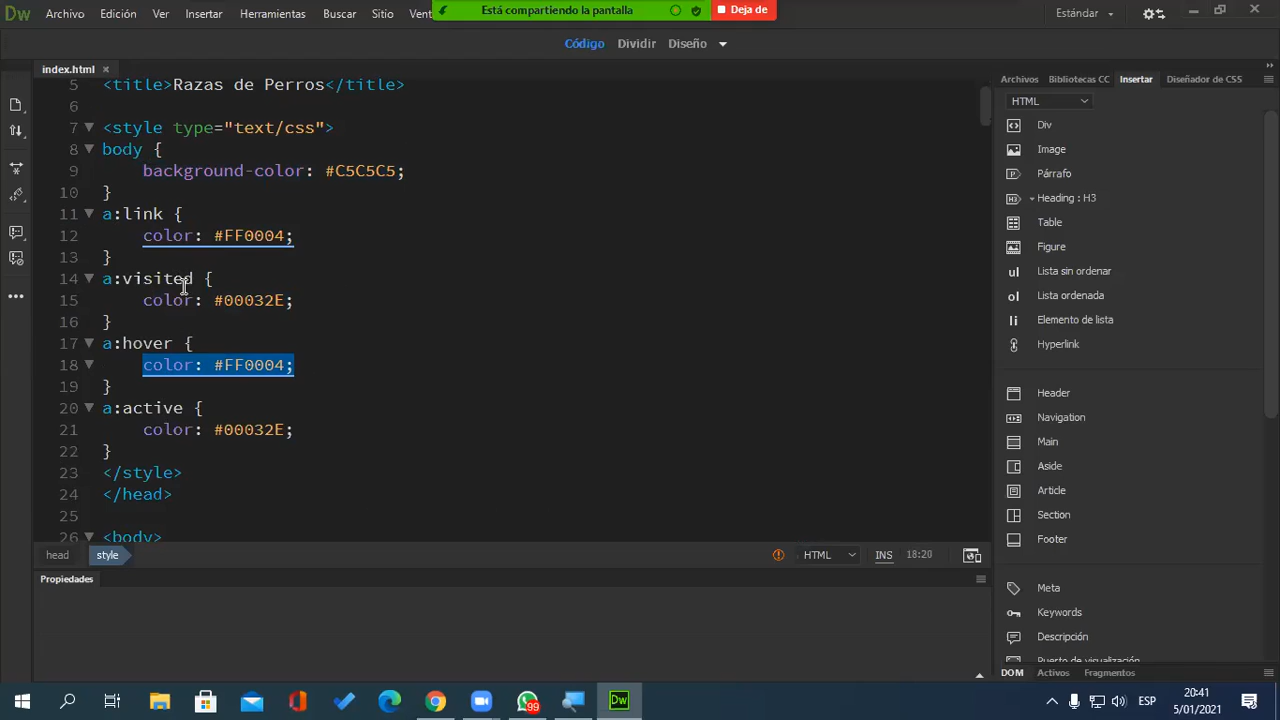 Dw Archivo Edición Ver Insertar Herramientas Buscar Sitio Vent
Está compartiendo la pantalla
Deja de
Estándar
Código Dividir Diseño
index.html ×
5 <title>Razas de Perros</title>
6
7 <style type="text/css">
8 body {
9 background-color: #C5C5C5;
10 }
11 a:link {
12 color: #FF0004;
13 }
14 a:visited {
15 color: #00032E;
16 }
17 a:hover {
18 color: #FF0004;
19 }
20 a:active {
21 color: #00032E;
22 }
23 </style>
24 </head>
25
26 <body>
head style
HTML INS 18:20
Propiedades
Archivos Bibliotecas CC Insertar Diseñador de CSS
HTML
Div
Image
Párrafo
Heading : H3
Table
Figure
ul Lista sin ordenar
ol Lista ordenada
li Elemento de lista
Hyperlink
Header
Navigation
Main
Aside
Article
Section
Footer
Meta
Keywords
Descripción
Puerto de visualización
DOM Activos Fragmentos
99
Dw
ESP
20:41
5/01/2021